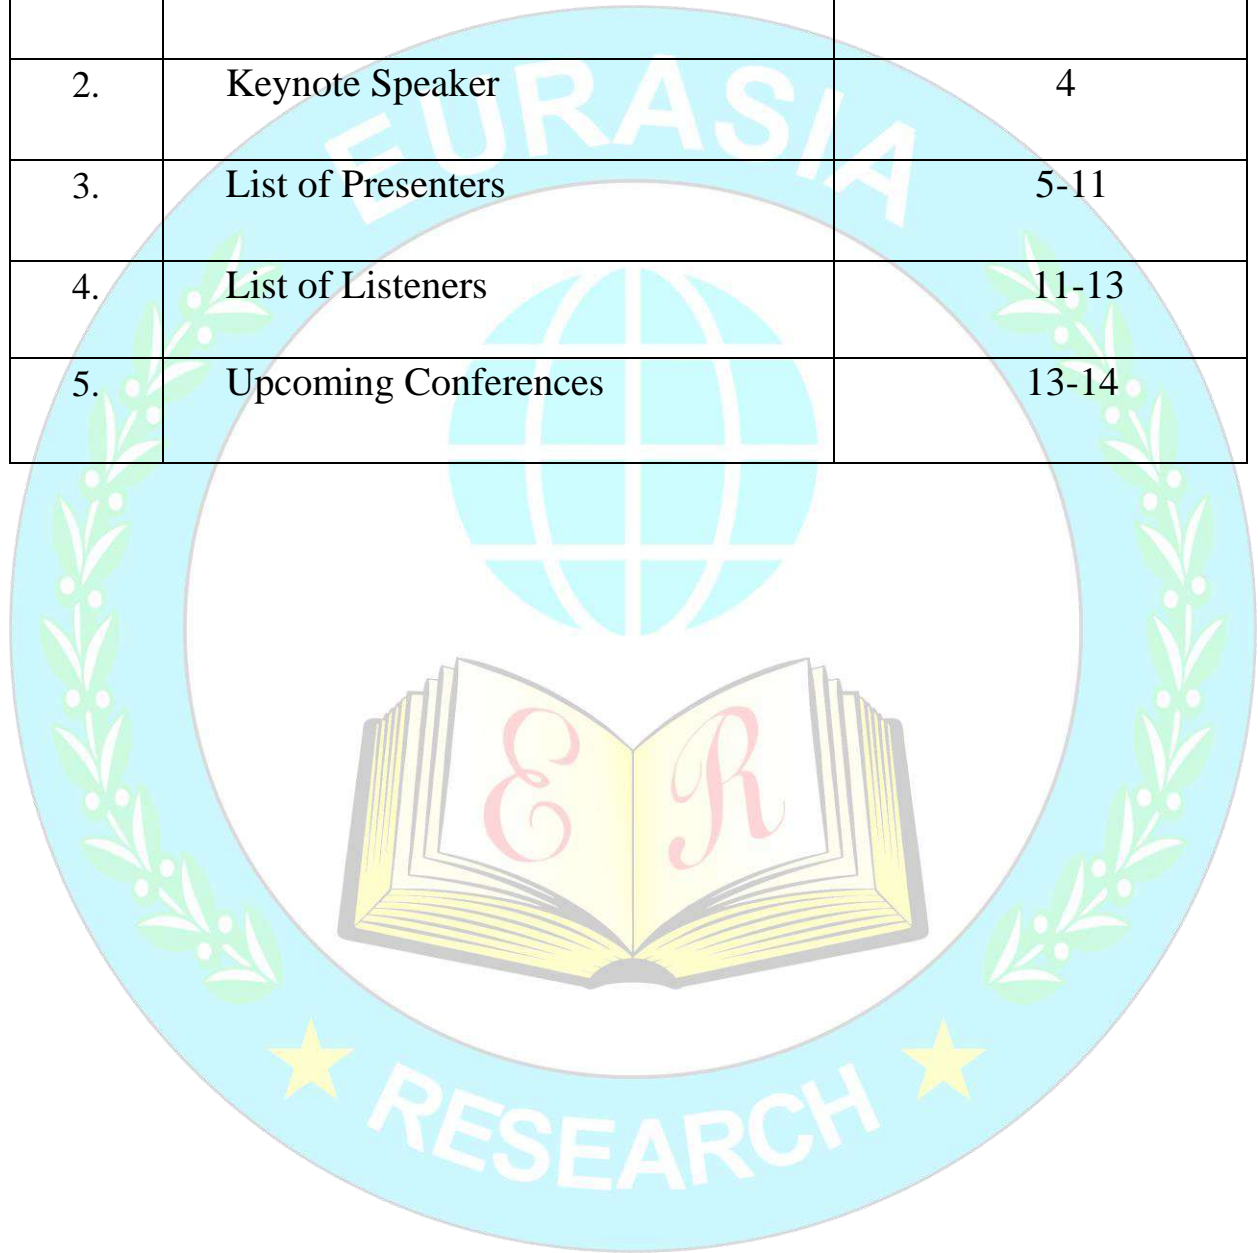 2. Keynote Speaker 4
3. List of Presenters 5-11
4. List of Listeners 11-13
5. Upcoming Conferences 13-14
EURASIA
E R
RESEARCH